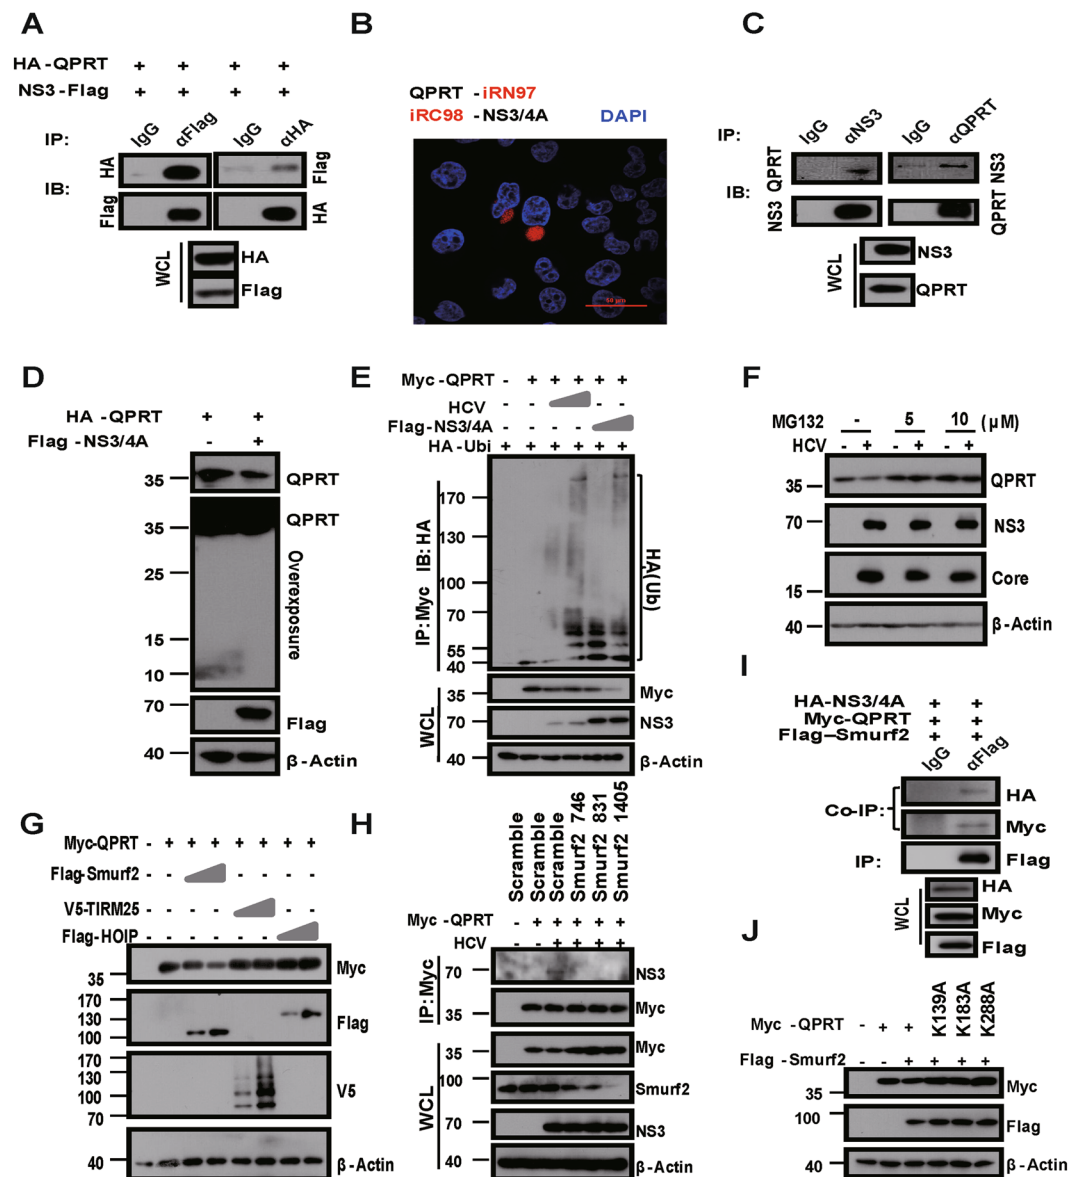 A
HA-QPRT + + + +
NS3-Flag + + + +
IP: IgG αFlag IgG αHA
IB: HA Flag
Flag HA
WCL HA
Flag
B
QPRT -iRN97
iRC98 -NS3/4A DAPI
C
IP: IgG αNS3 IgG αQPRT
IB: QPRT NS3
NS3 QPRT
WCL NS3
QPRT
D
HA -QPRT + +
Flag -NS3/4A - +
35 QPRT
35 QPRT
25
15
10
Overexposure
70 Flag
40 β-Actin
E
Myc -QPRT - + + + + +
HCV - - - -
Flag-NS3/4A - - - -
HA-Ubi + + + + + +
IP: Myc IB: HA
170
130
100
70
55
40
HA(Ub)
WCL
35 Myc
70 NS3
40 β-Actin
F
MG132 - 5 10 (μM)
HCV - + - + - +
35 QPRT
70 NS3
15 Core
40 β-Actin
G
Myc-QPRT - + + + + + + +
Flag-Smurf2 - - - - - -
V5-TIRM25 - - - - - -
Flag-HOIP - - - - - -
35 Myc
170
130
100
Flag
170
130
100
70
V5
40 β-Actin
H
Scramble Scramble Scramble Smurf2 746 Smurf2 831 Smurf2 1405
Myc -QPRT - + + + + +
HCV - - + + + +
IP: Myc
70 NS3
35 Myc
WCL
35 Myc
100 Smurf2
70 NS3
40 β-Actin
I
HA-NS3/4A + +
Myc-QPRT + +
Flag–Smurf2 + +
IgG αFlag
Co-IP: HA
Myc
IP: Flag
WCL HA
Myc
Flag
J
Myc -QPRT - + + K139A K183A K288A
Flag -Smurf2 - - + + + +
35 Myc
100 Flag
40 β-Actin